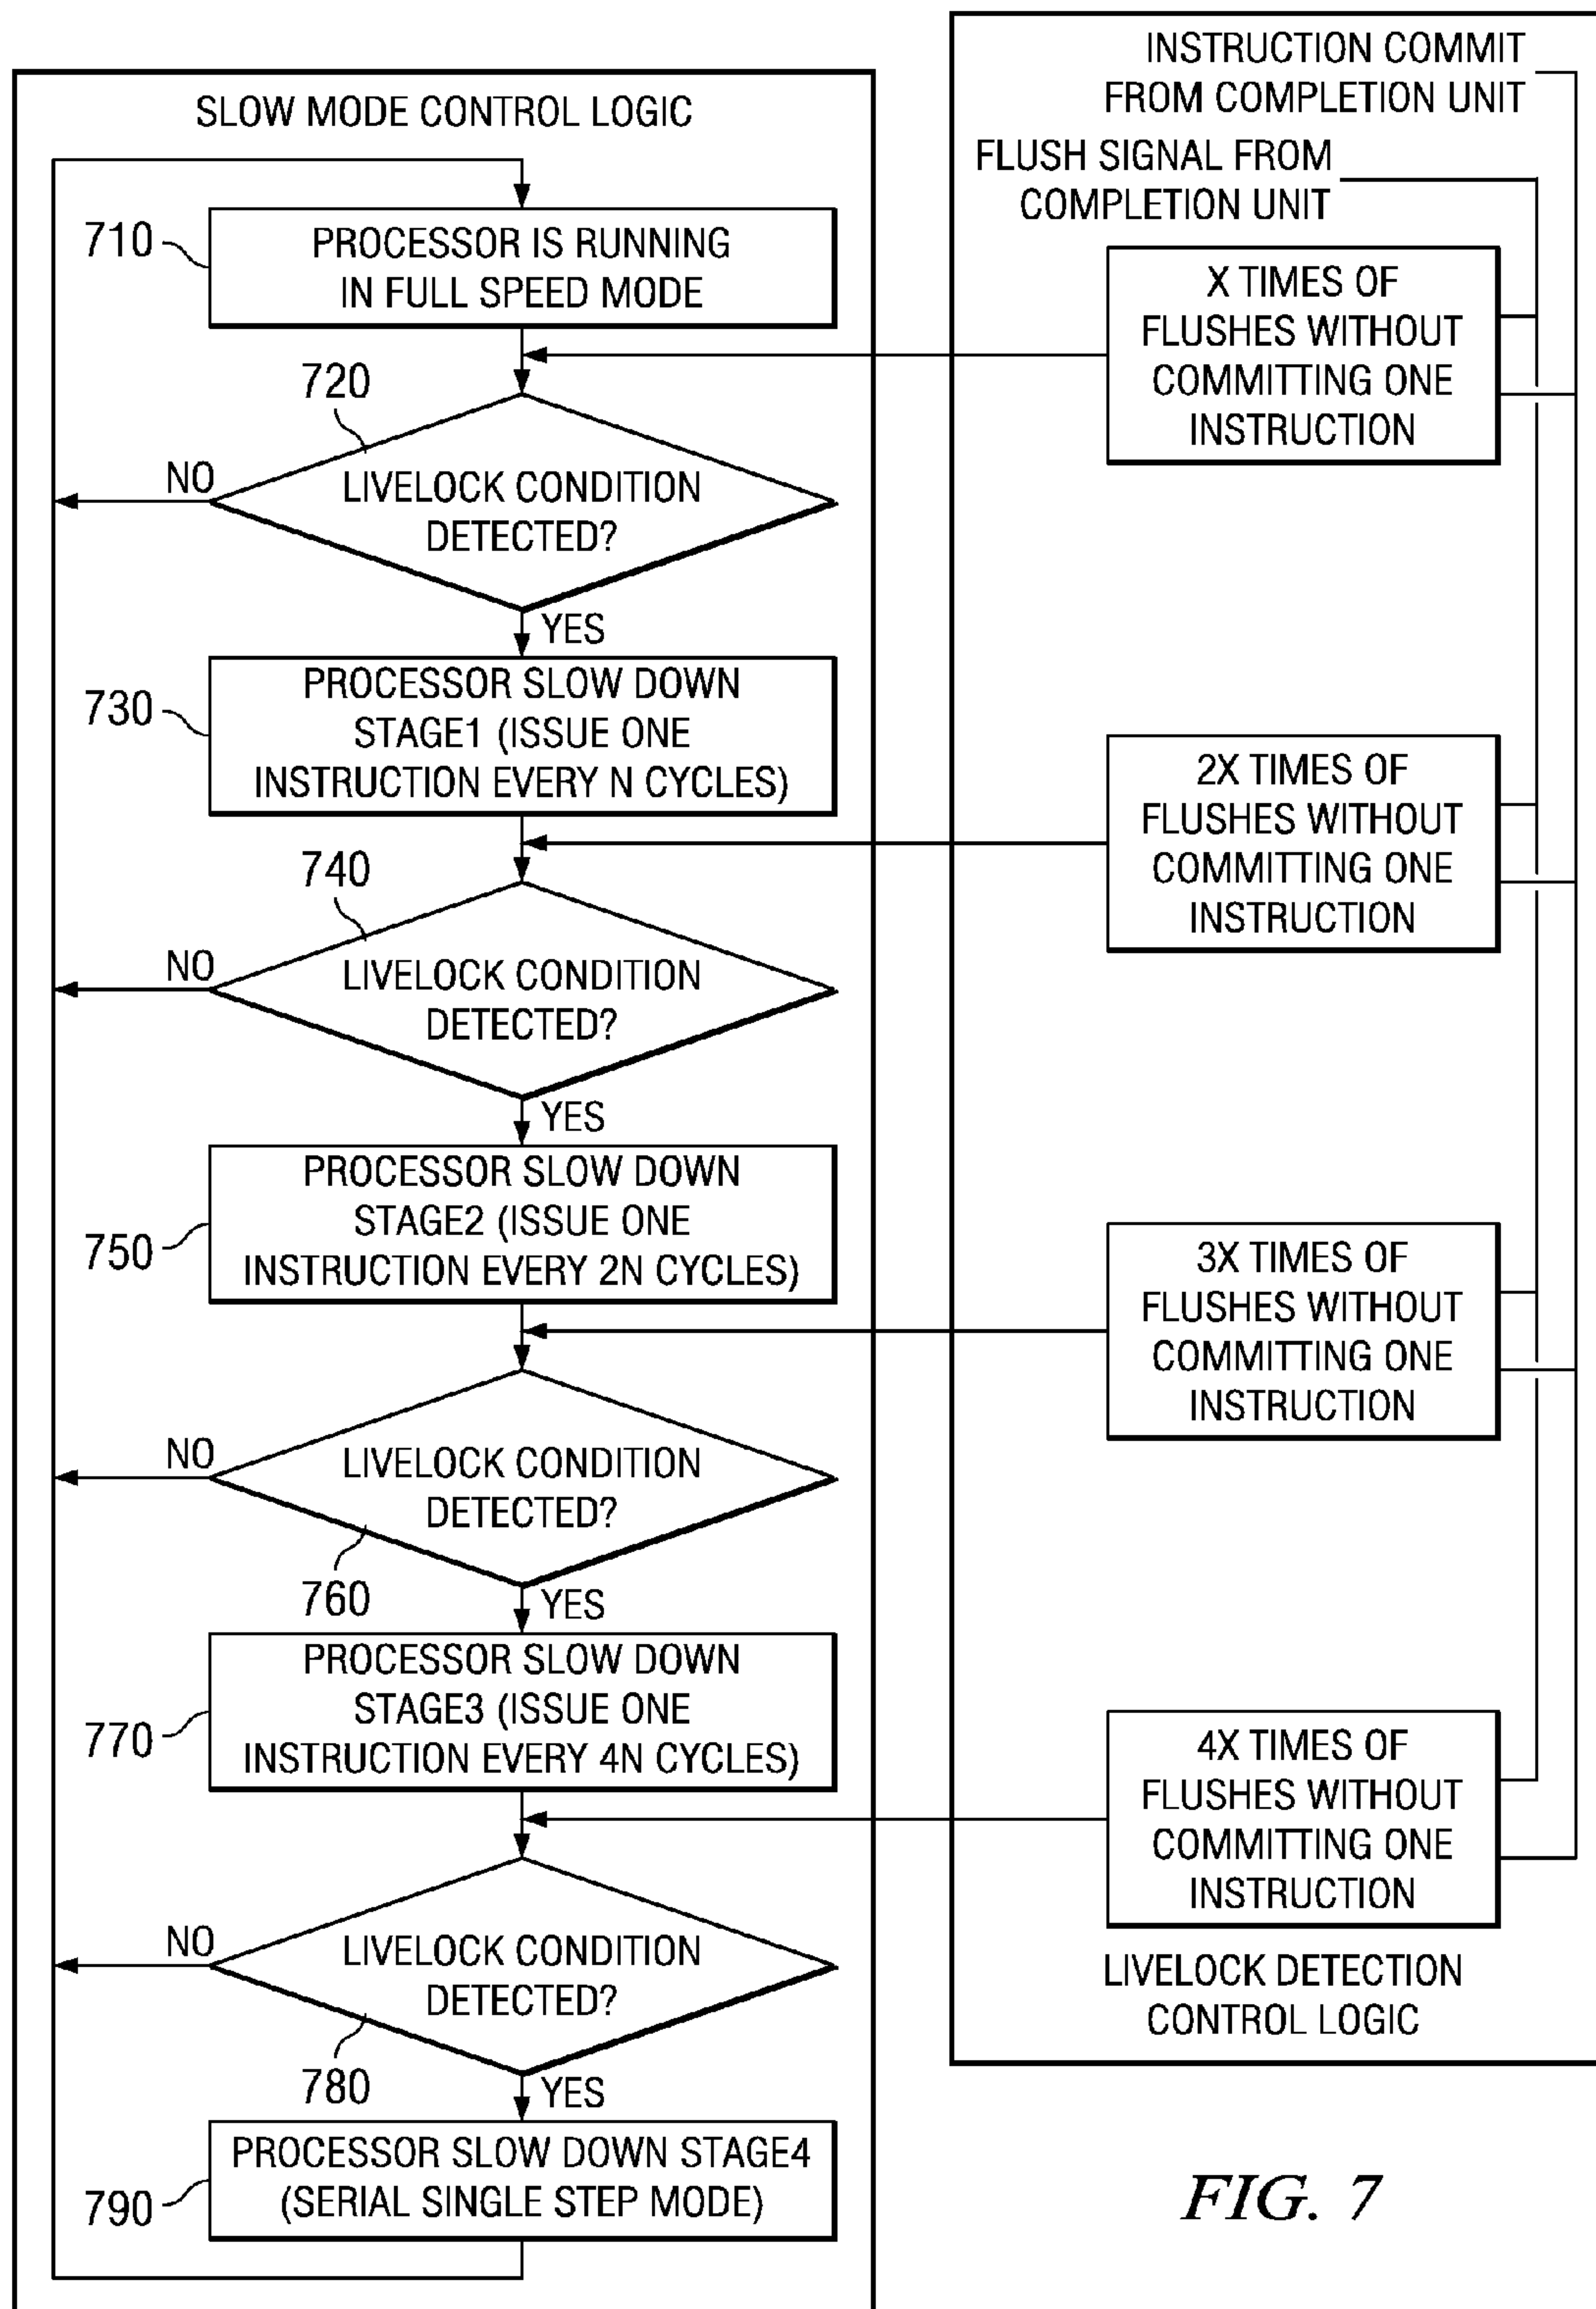 SLOW MODE CONTROL LOGIC
710
PROCESSOR IS RUNNING
IN FULL SPEED MODE
720
LIVELOCK CONDITION
DETECTED?
NO
YES
730
PROCESSOR SLOW DOWN
STAGE1 (ISSUE ONE
INSTRUCTION EVERY N CYCLES)
740
LIVELOCK CONDITION
DETECTED?
NO
YES
750
PROCESSOR SLOW DOWN
STAGE2 (ISSUE ONE
INSTRUCTION EVERY 2N CYCLES)
LIVELOCK CONDITION
DETECTED?
NO
760
YES
770
PROCESSOR SLOW DOWN
STAGE3 (ISSUE ONE
INSTRUCTION EVERY 4N CYCLES)
LIVELOCK CONDITION
DETECTED?
NO
780
YES
790
PROCESSOR SLOW DOWN STAGE4
(SERIAL SINGLE STEP MODE)
INSTRUCTION COMMIT
FROM COMPLETION UNIT
FLUSH SIGNAL FROM
COMPLETION UNIT
X TIMES OF
FLUSHES WITHOUT
COMMITTING ONE
INSTRUCTION
2X TIMES OF
FLUSHES WITHOUT
COMMITTING ONE
INSTRUCTION
3X TIMES OF
FLUSHES WITHOUT
COMMITTING ONE
INSTRUCTION
4X TIMES OF
FLUSHES WITHOUT
COMMITTING ONE
INSTRUCTION
LIVELOCK DETECTION
CONTROL LOGIC
FIG. 7